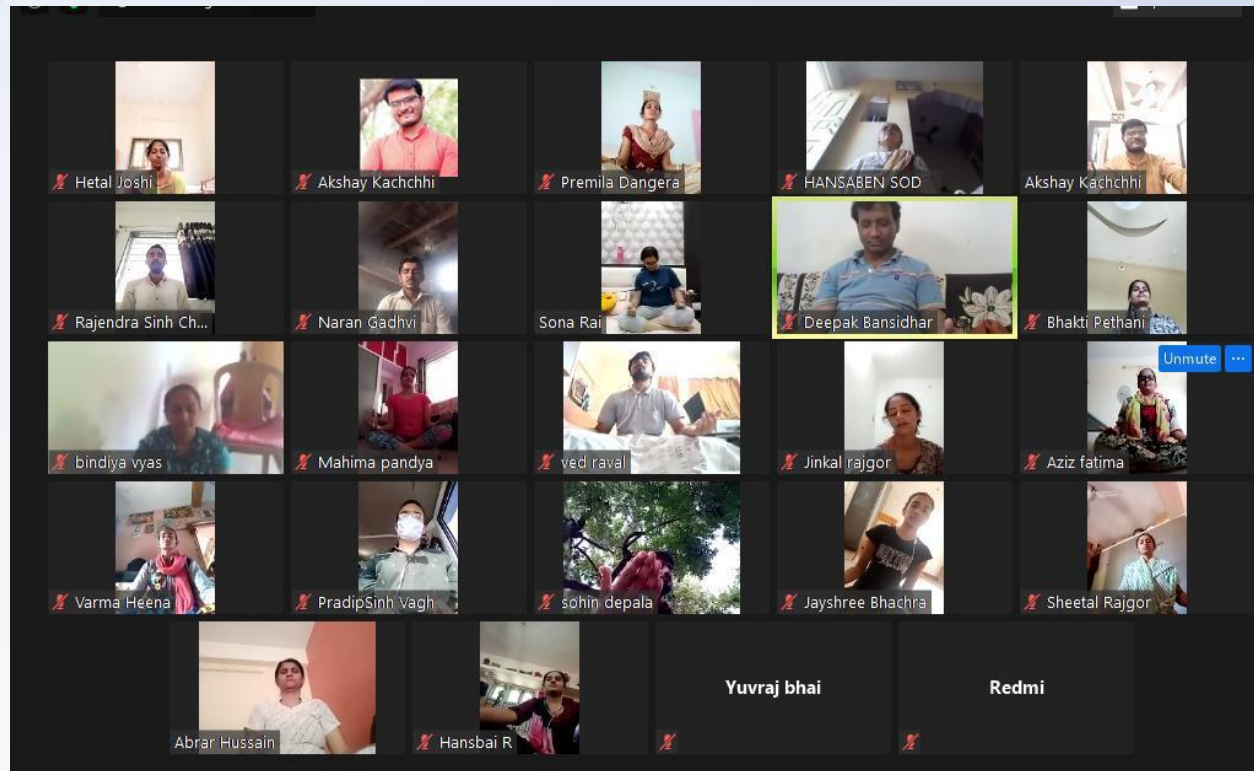 Hetal Joshi
Akshay Kachchhi
Premila Dangera
HANSABEN SOD
Akshay Kachchhi
Rajendra Sinh Ch...
Naran Gadhvi
Sona Rai
Deepak Bansidhar
Bhakti Pethani
Unmute ...
bindiya vyas
Mahima pandya
ved raval
Jinkal rajgor
Aziz fatima
Varma Heena
PradipSinh Vagh
sohin depala
Jayshree Bhachra
Sheetal Rajgor
Abrar Hussain
Hansbai R
Yuvraj bhai
Redmi